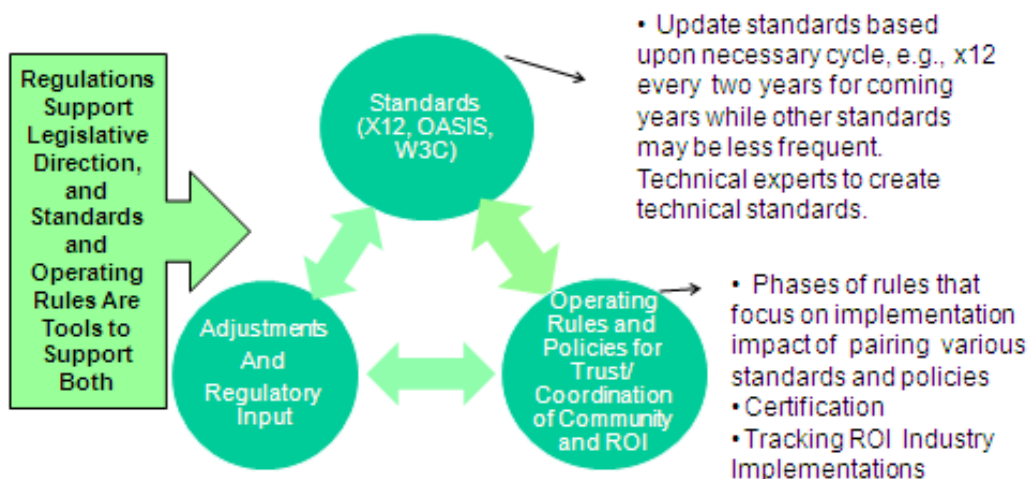 Regulations
Support
Legislative
Direction,
and
Standards
and
Operating
Rules Are
Tools to
Support
Both
Standards
(X12, OASIS,
W3C)
• Update standards based
upon necessary cycle, e.g., x12
every two years for coming
years while other standards
may be less frequent.
Technical experts to create
technical standards.
Adjustments
And
Regulatory
Input
Operating
Rules and
Policies for
Trust/
Coordination
of Community
and ROI
• Phases of rules that
focus on implementation
impact of pairing various
standards and policies
• Certification
• Tracking ROI Industry
Implementations